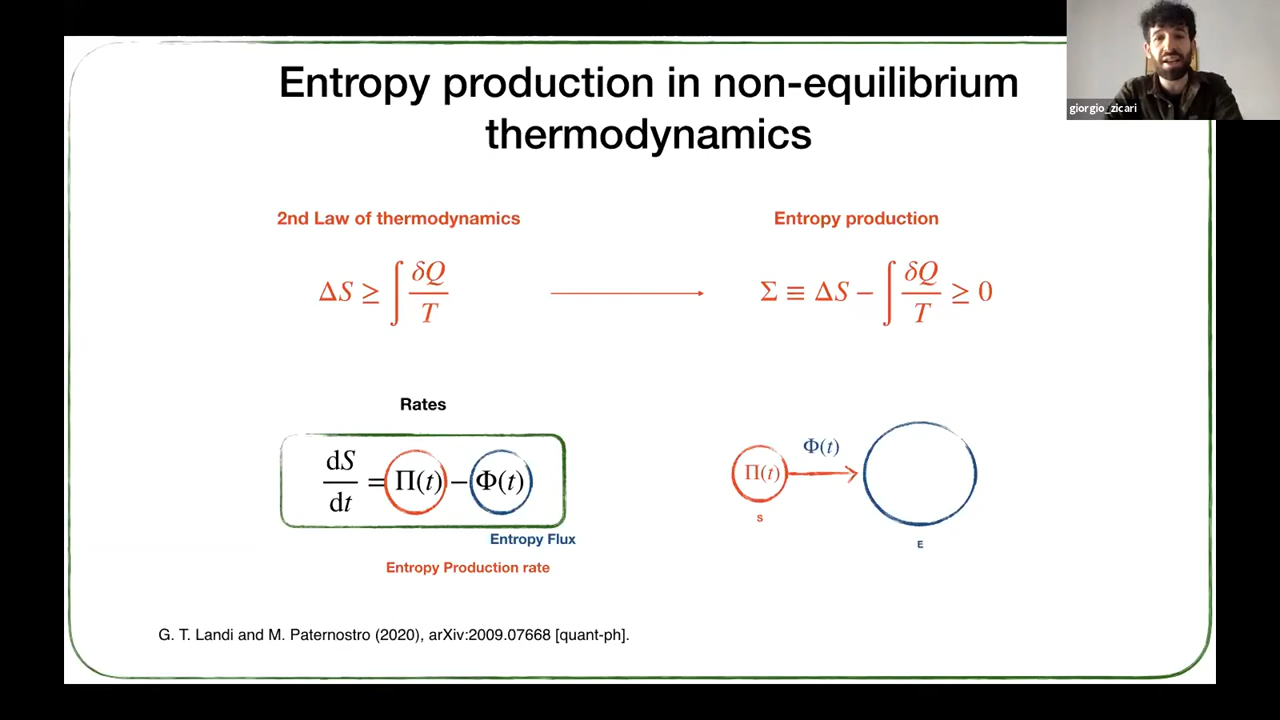 Entropy production in non-equilibrium
thermodynamics
giorgio_zicari
2nd Law of thermodynamics
ΔS ≥ ∫ δQ/T
Entropy production
Σ ≡ ΔS − ∫ δQ/T ≥ 0
Rates
dS/dt = Π(t) − Φ(t)
Entropy Flux
Entropy Production rate
Φ(t)
Π(t)
S
E
G. T. Landi and M. Paternostro (2020), arXiv:2009.07668 [quant-ph].